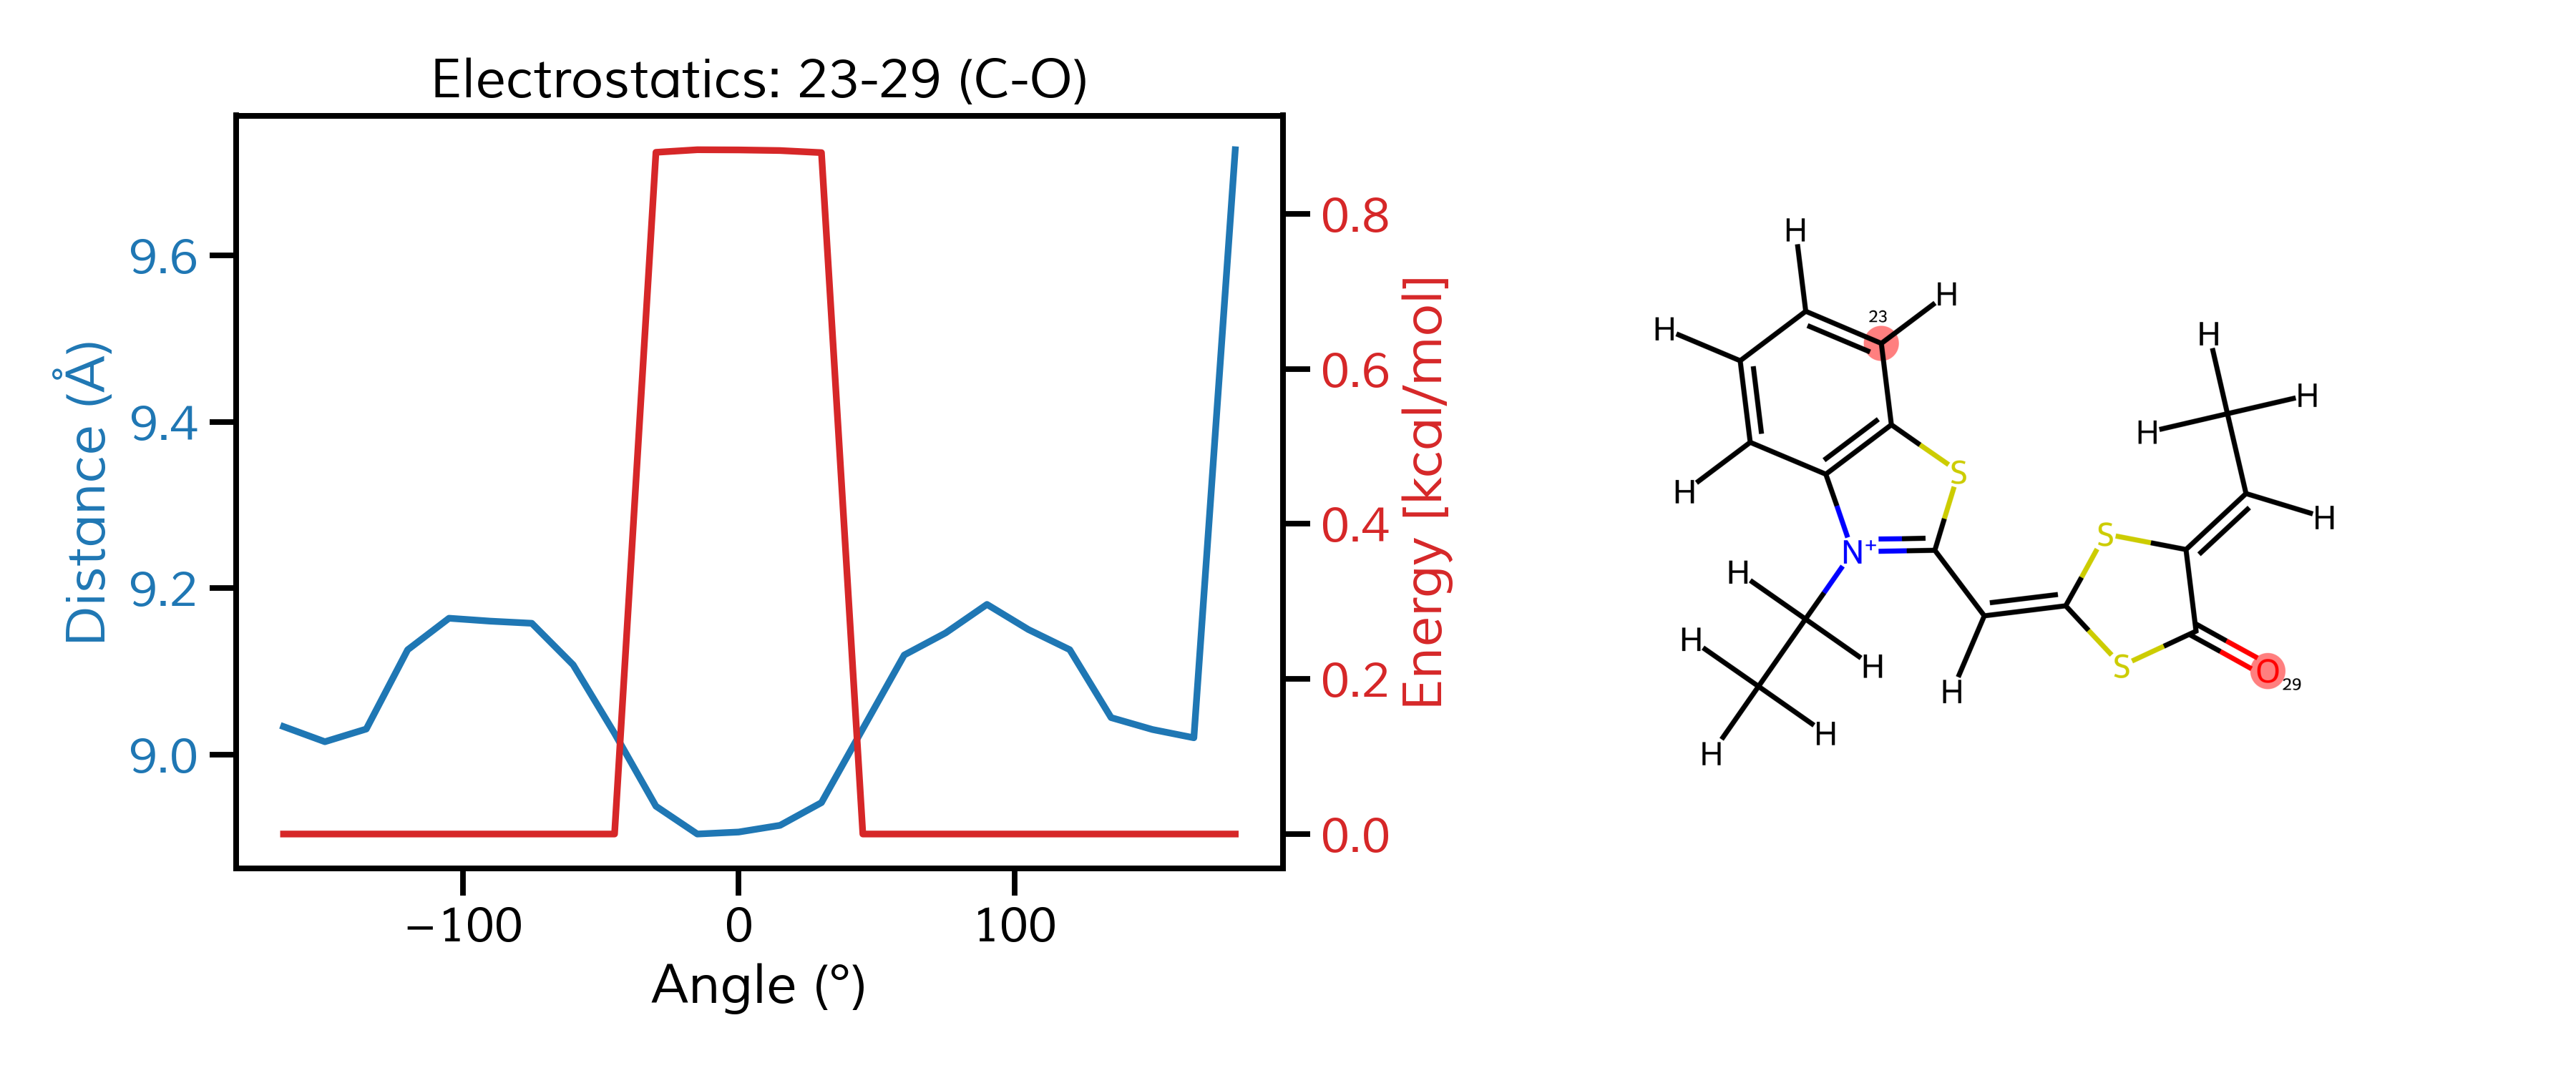 Electrostatics: 23-29 (C-O)
9.6
9.4
9.2
9.0
Distance (Å)
0.8
0.6
0.4
0.2
0.0
Energy [kcal/mol]
−100
0
100
Angle (°)
H
H
23
H
H
S
N+
H
H
H
H
H
H
S
S
H
H
H
H
H
O
29